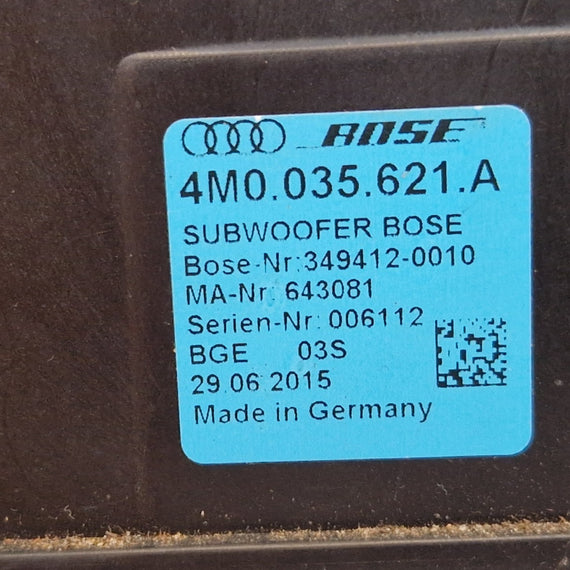 BOSE
4M0.035.621.A
SUBWOOFER BOSE
Bose-Nr:349412-0010
MA-Nr: 643081
Serien-Nr: 006112
BGE 03S
29.06.2015
Made in Germany